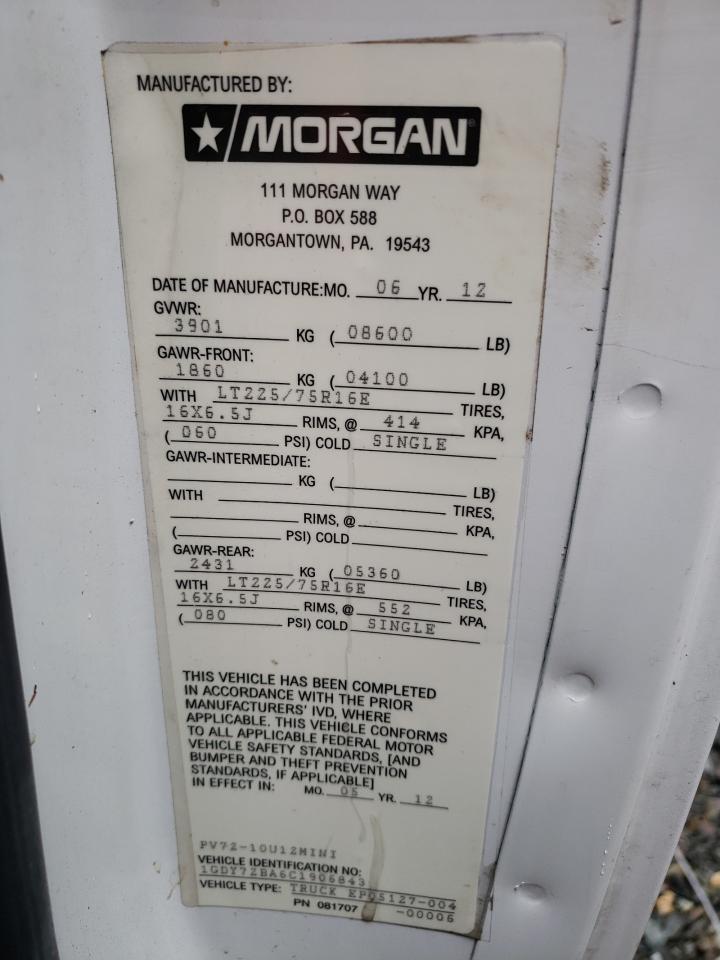 MANUFACTURED BY:
MORGAN®
111 MORGAN WAY
P.O. BOX 588
MORGANTOWN, PA. 19543
DATE OF MANUFACTURE:MO. 06 YR. 12
GVWR:
3901 KG (08600 LB)
GAWR-FRONT:
1860 KG (04100 LB)
WITH LT225/75R16E TIRES,
16X6.5J RIMS, @ 414 KPA,
(060 PSI) COLD SINGLE
GAWR-INTERMEDIATE:
KG ( LB)
WITH TIRES,
RIMS, @ KPA,
( PSI) COLD
GAWR-REAR:
2431 KG (05360 LB)
WITH LT225/75R16E TIRES,
16X6.5J RIMS, @ 552 KPA,
(080 PSI) COLD SINGLE
THIS VEHICLE HAS BEEN COMPLETED
IN ACCORDANCE WITH THE PRIOR
MANUFACTURERS' IVD, WHERE
APPLICABLE. THIS VEHICLE CONFORMS
TO ALL APPLICABLE FEDERAL MOTOR
VEHICLE SAFETY STANDARDS, [AND
BUMPER AND THEFT PREVENTION
STANDARDS, IF APPLICABLE]
IN EFFECT IN: MO. 05 YR. 12
PV72-10U12MINI
VEHICLE IDENTIFICATION NO:
1GDY7ZBA6C1906843
VEHICLE TYPE: TRUCK EP05127-004
PN 081707 -00006